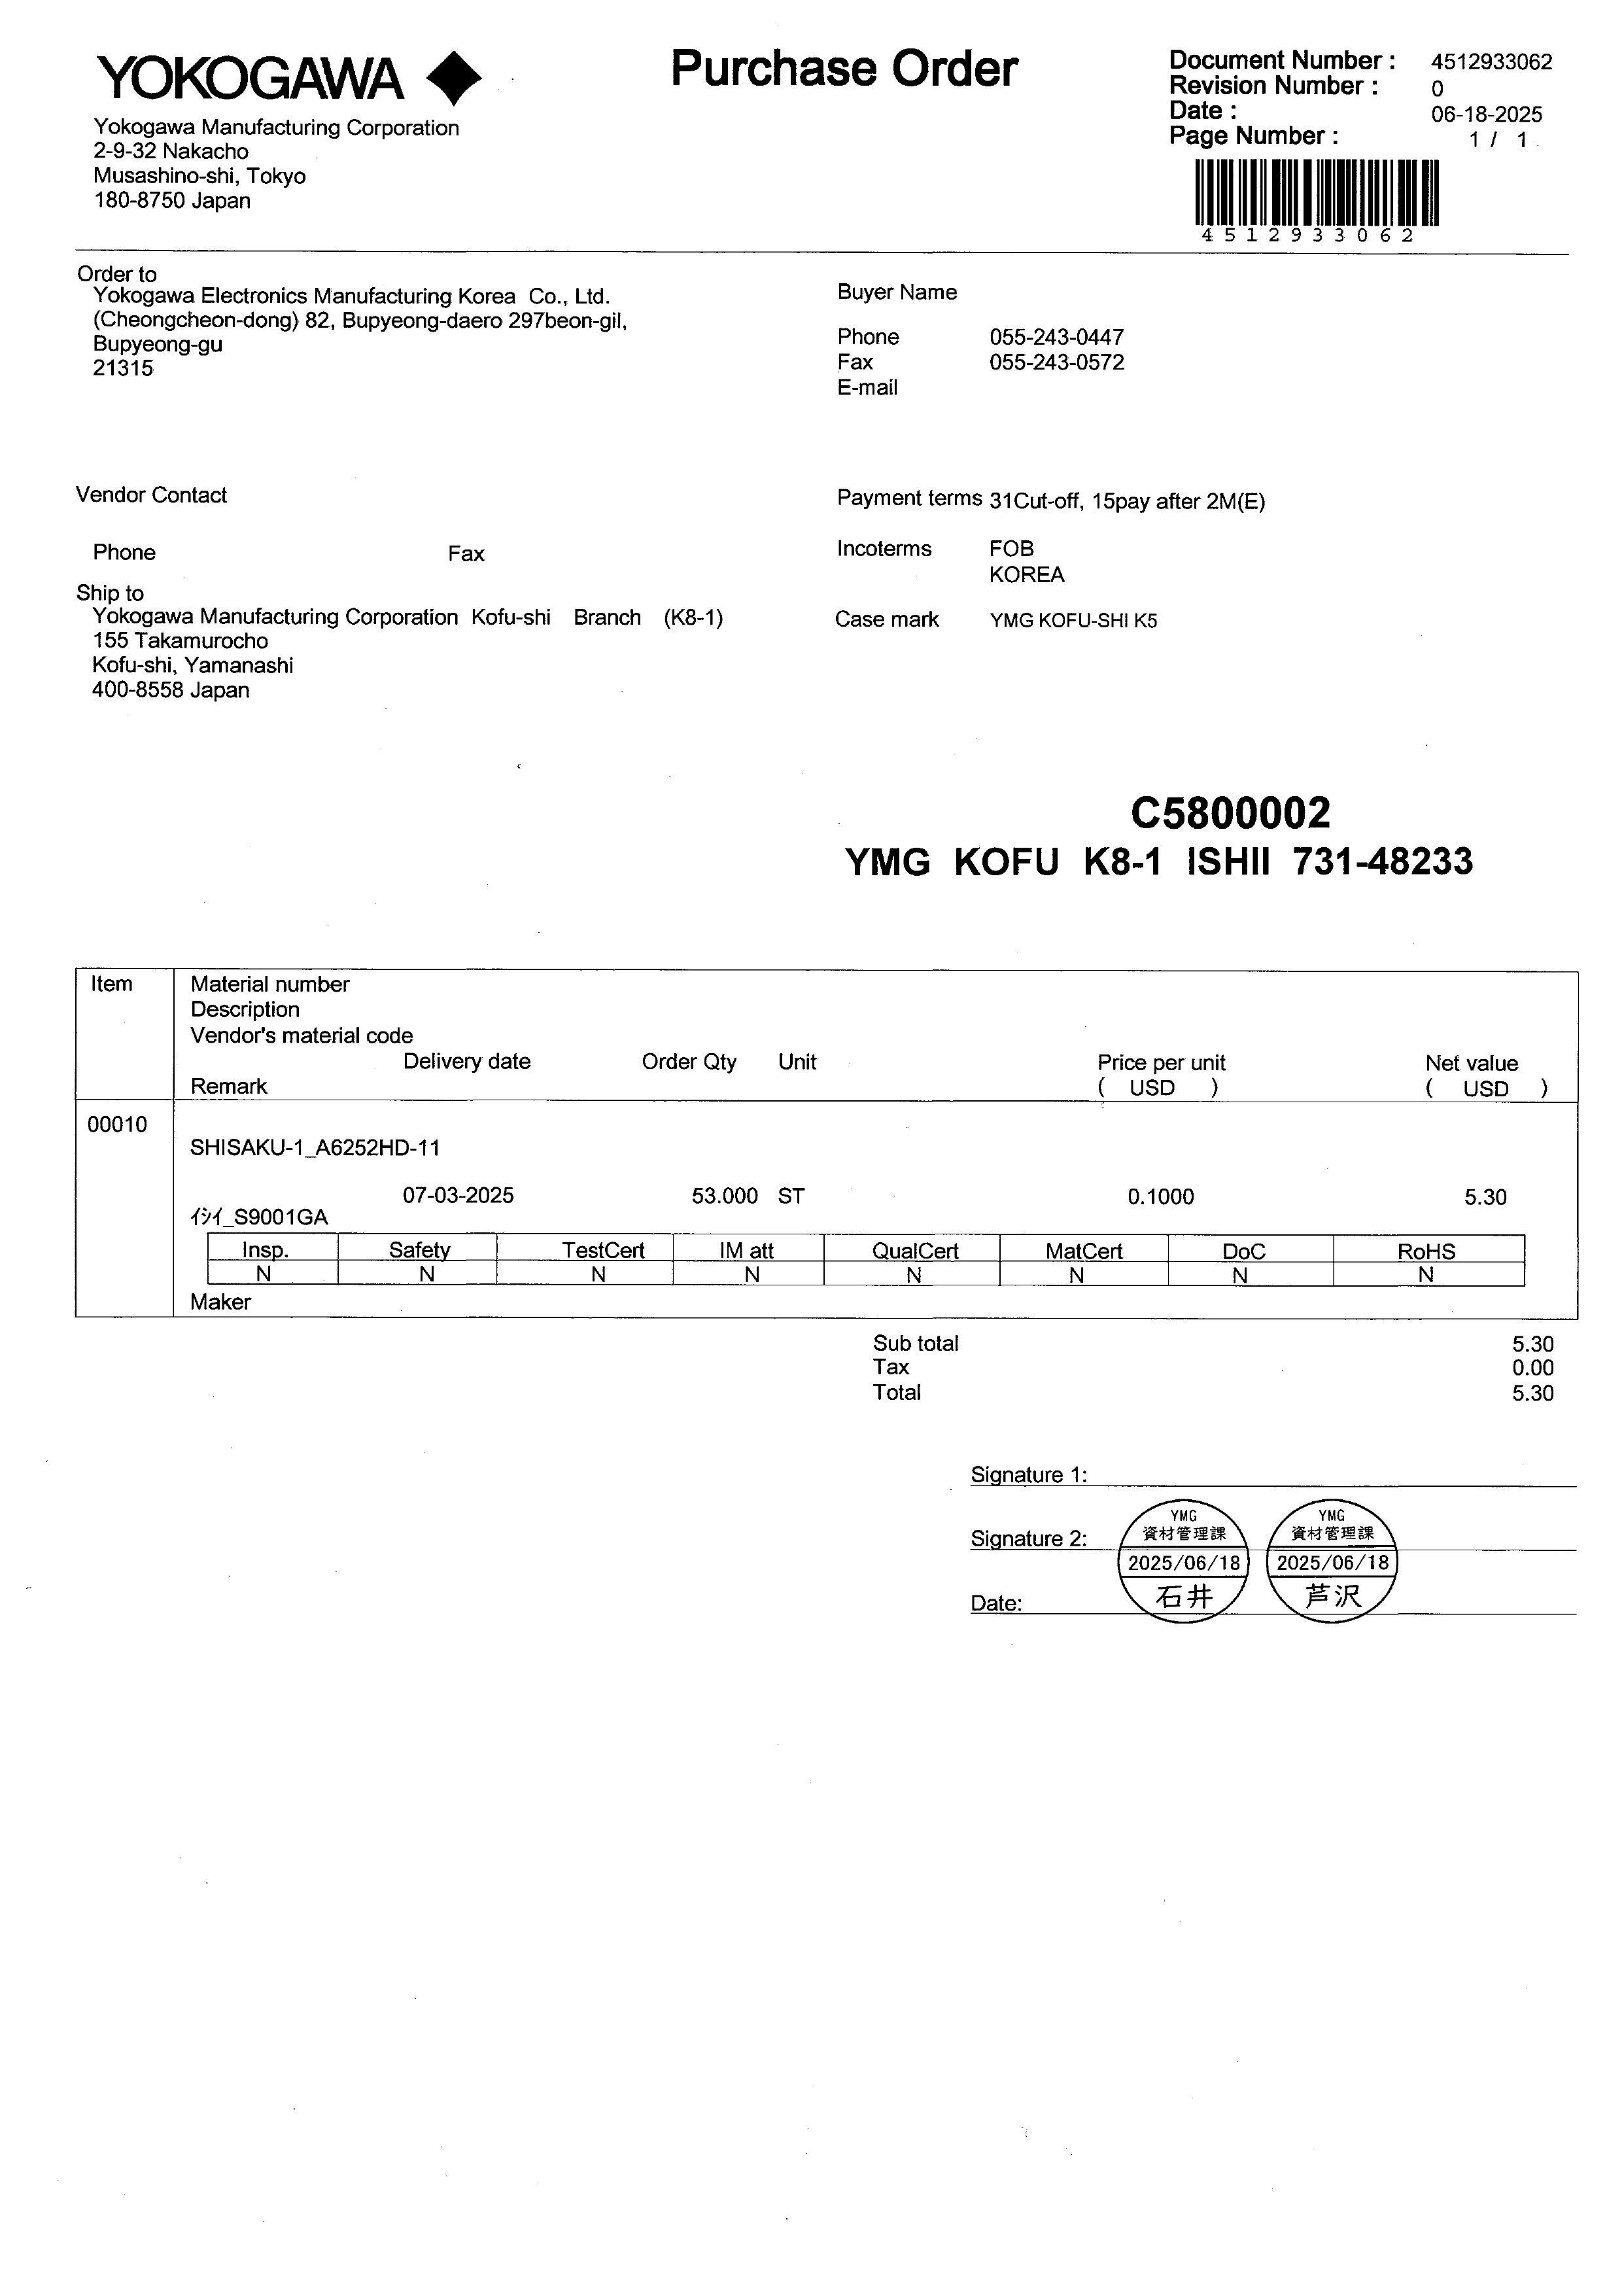 YOKOGAWA
Purchase Order
Document Number : 4512933062
Revision Number : 0
Date : 06-18-2025
Page Number : 1 / 1
4512933062
Yokogawa Manufacturing Corporation
2-9-32 Nakacho
Musashino-shi, Tokyo
180-8750 Japan
Order to
Yokogawa Electronics Manufacturing Korea Co., Ltd.
(Cheongcheon-dong) 82, Bupyeong-daero 297beon-gil,
Bupyeong-gu
21315
Buyer Name
Phone 055-243-0447
Fax 055-243-0572
E-mail
Vendor Contact
Phone Fax
Payment terms 31Cut-off, 15pay after 2M(E)
Incoterms FOB
KOREA
Ship to
Yokogawa Manufacturing Corporation Kofu-shi Branch (K8-1)
155 Takamurocho
Kofu-shi, Yamanashi
400-8558 Japan
Case mark YMG KOFU-SHI K5
C5800002
YMG KOFU K8-1 ISHII 731-48233
Item Material number
Description
Vendor's material code
Delivery date Order Qty Unit Price per unit Net value
Remark ( USD ) ( USD )
00010
SHISAKU-1_A6252HD-11
07-03-2025 53.000 ST 0.1000 5.30
ｲｼｲ_S9001GA
Insp. Safety TestCert IM att QualCert MatCert DoC RoHS
N N N N N N N N
Maker
Sub total 5.30
Tax 0.00
Total 5.30
Signature 1:
Signature 2:
Date:
YMG
資材管理課
2025/06/18
石井
YMG
資材管理課
2025/06/18
芦沢